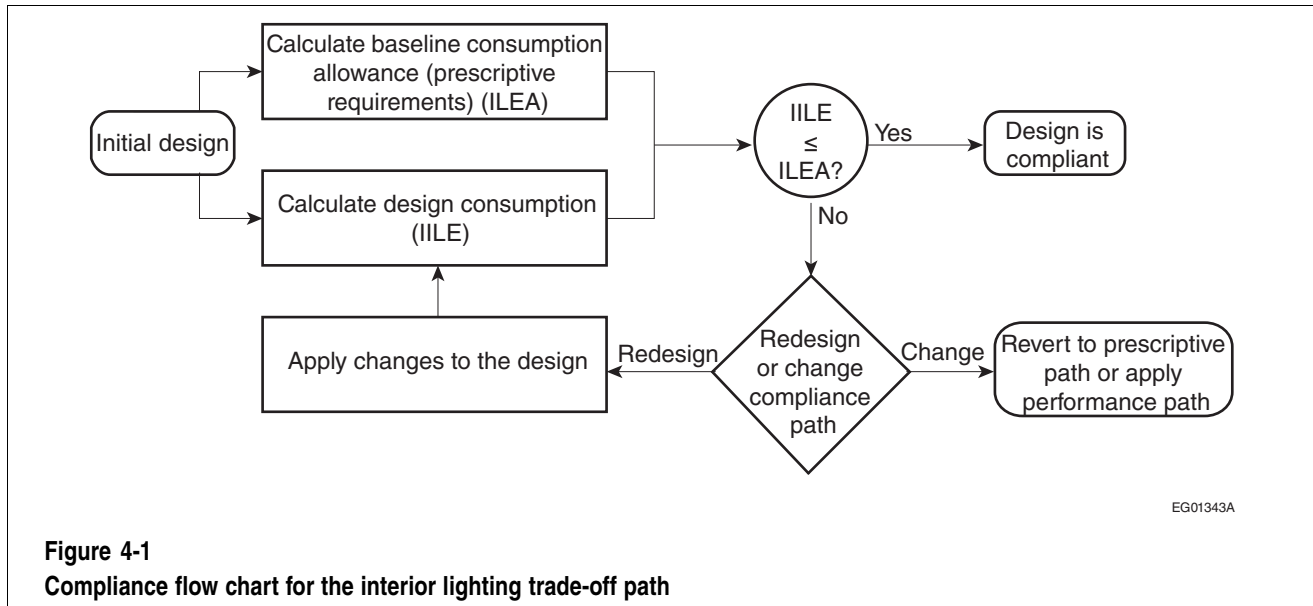 Calculate baseline consumption
allowance (prescriptive
requirements) (ILEA)
Initial design
Calculate design consumption
(IILE)
IILE
≤
ILEA?
Yes
Design is
compliant
No
Apply changes to the design
Redesign
Redesign
or change
compliance
path
Change
Revert to prescriptive
path or apply
performance path
EG01343A
Figure 4-1
Compliance flow chart for the interior lighting trade-off path